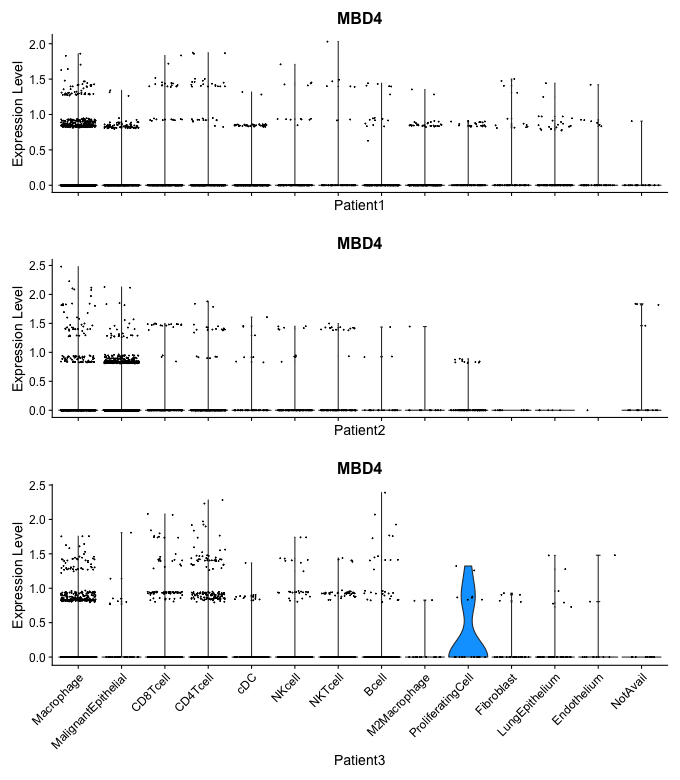 MBD4
Expression Level
2.0
1.5
1.0
0.5
0.0
Patient1
MBD4
Expression Level
2.5
2.0
1.5
1.0
0.5
0.0
Patient2
MBD4
Expression Level
2.5
2.0
1.5
1.0
0.5
0.0
Macrophage
MalignantEpithelial
CD8Tcell
CD4Tcell
cDC
NKcell
NKTcell
Bcell
M2Macrophage
ProliferatingCell
Fibroblast
LungEpithelium
Endothelium
NotAvail
Patient3